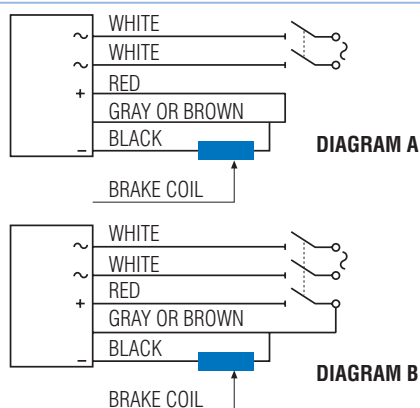 WHITE
~
WHITE
~
RED
+
GRAY OR BROWN
BLACK
–
DIAGRAM A
BRAKE COIL
WHITE
~
WHITE
~
RED
+
GRAY OR BROWN
BLACK
–
DIAGRAM B
BRAKE COIL